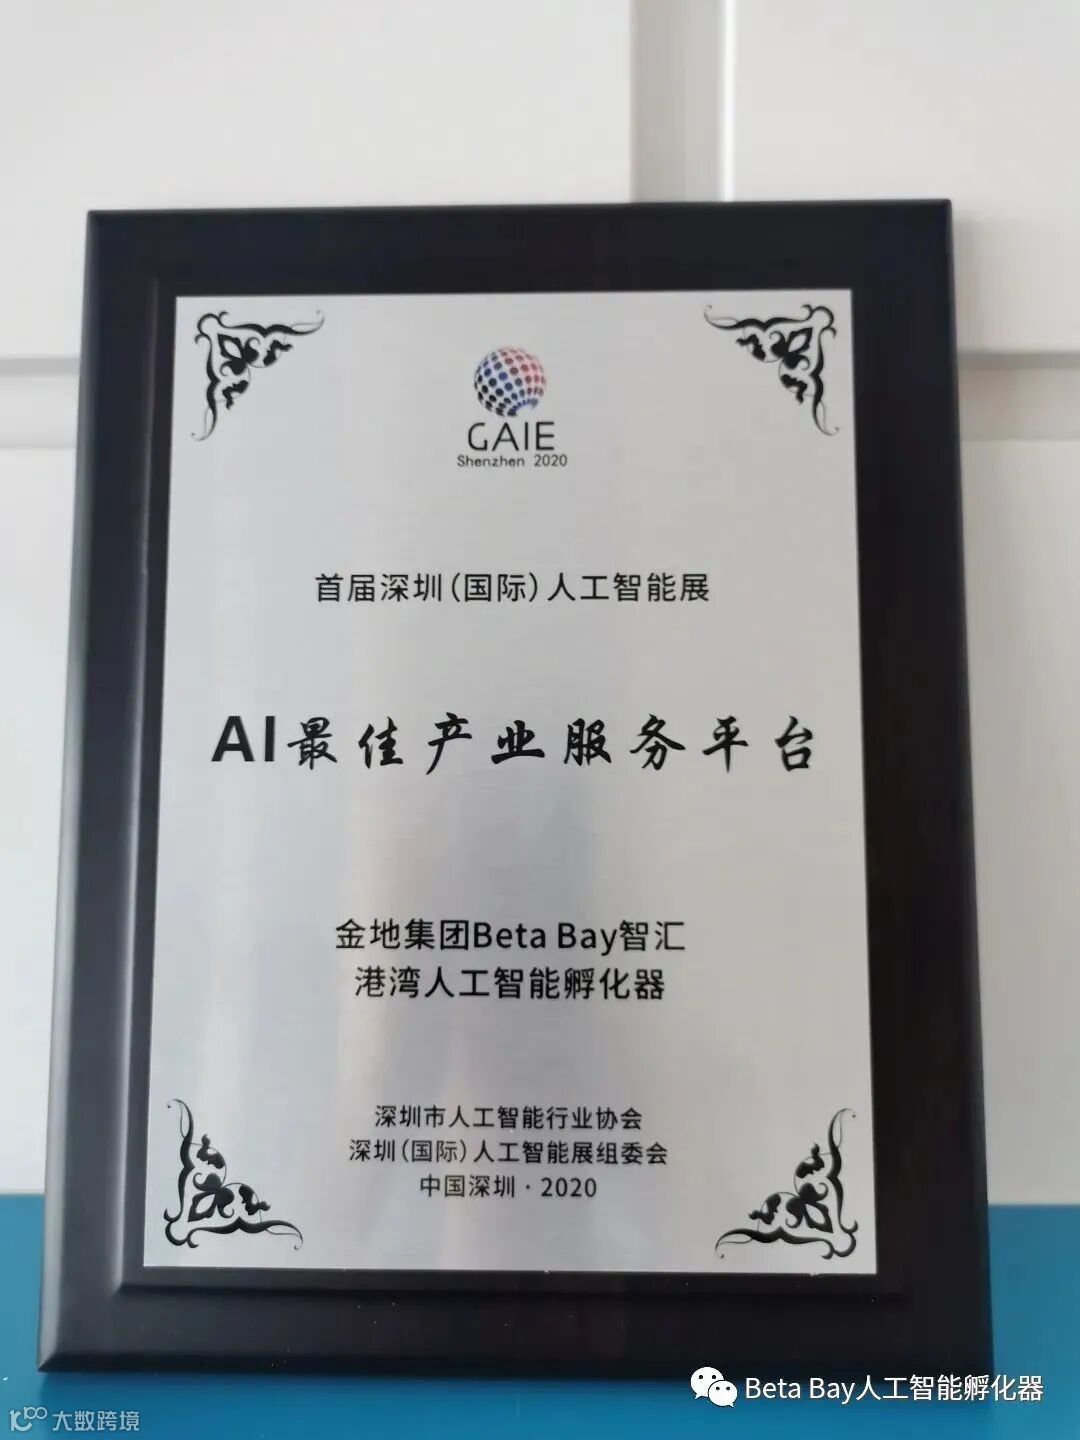 GAIE
Shenzhen 2020
首届深圳(国际)人工智能展
AI最佳产业服务平台
金地集团Beta Bay智汇
港湾人工智能孵化器
深圳市人工智能行业协会
深圳(国际)人工智能展组委会
中国深圳·2020
Beta Bay人工智能孵化器
大数跨境